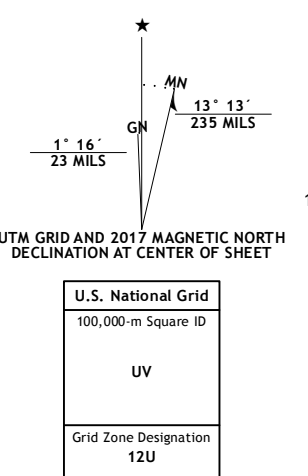 ★
MN
GN
13° 13´
235 MILS
1° 16´
23 MILS
UTM GRID AND 2017 MAGNETIC NORTH
DECLINATION AT CENTER OF SHEET
U.S. National Grid
100,000-m Square ID
UV
Grid Zone Designation
12U